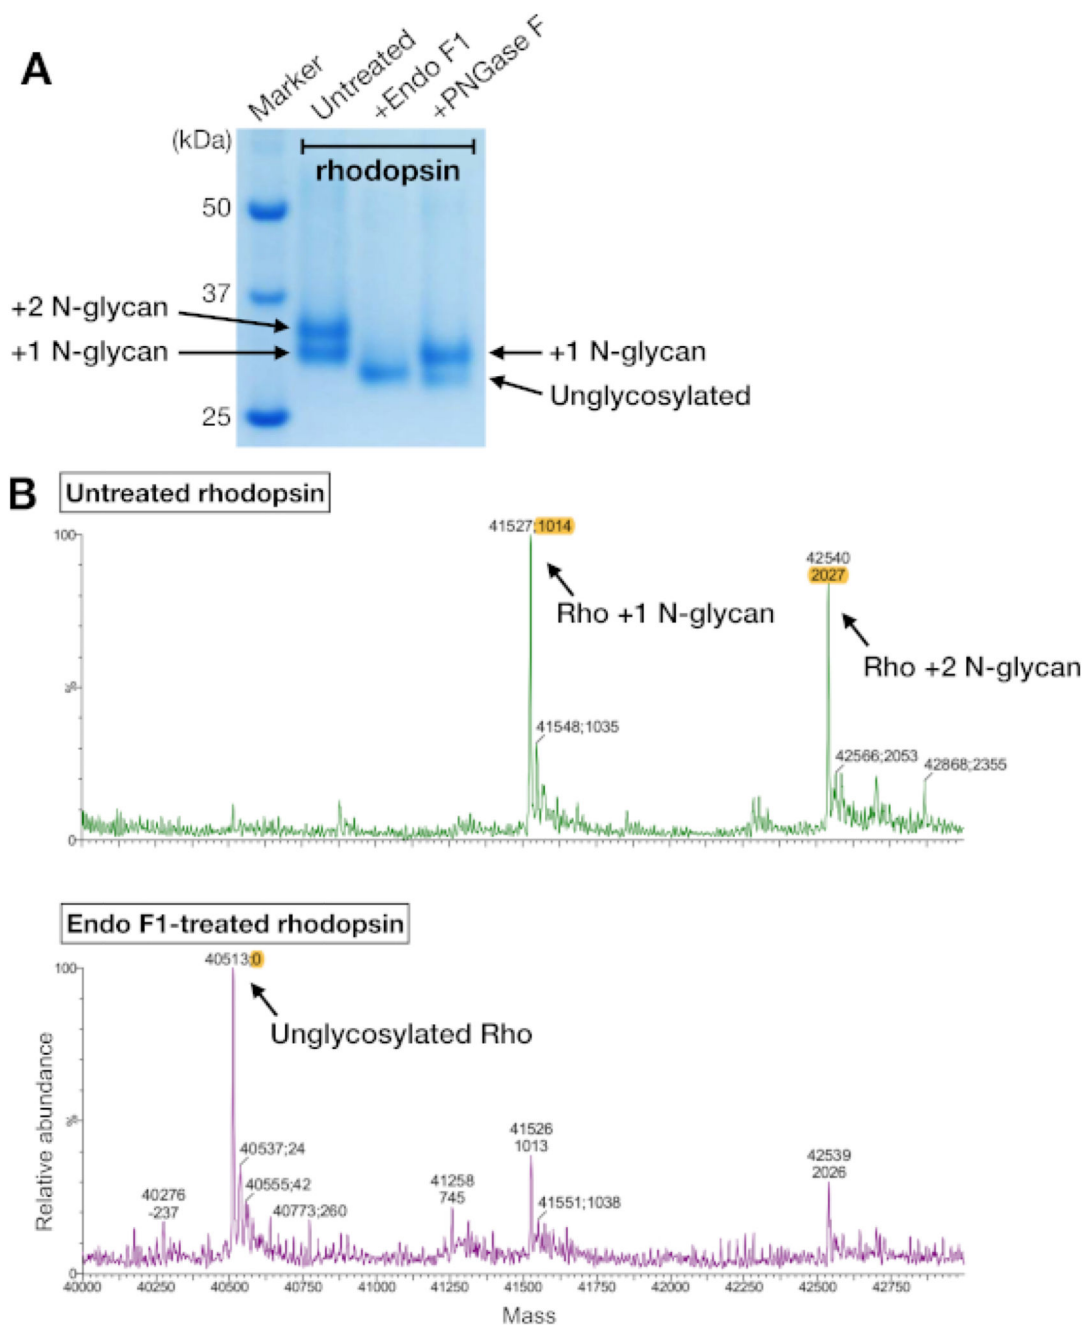 A
Marker
Untreated
+Endo F1
+PNGase F
(kDa)
rhodopsin
50
37
25
+2 N-glycan
+1 N-glycan
+1 N-glycan
Unglycosylated
B
Untreated rhodopsin
100
%
0
41527;1014
Rho +1 N-glycan
42540
2027
Rho +2 N-glycan
41548;1035
42566;2053
42868;2355
Endo F1-treated rhodopsin
100
%
0
Relative abundance
40513;0
Unglycosylated Rho
40537;24
40555;42
40276
-237
40773;260
41258
745
41526
1013
41551;1038
42539
2026
40000 40250 40500 40750 41000 41250 41500 41750 42000 42250 42500 42750
Mass